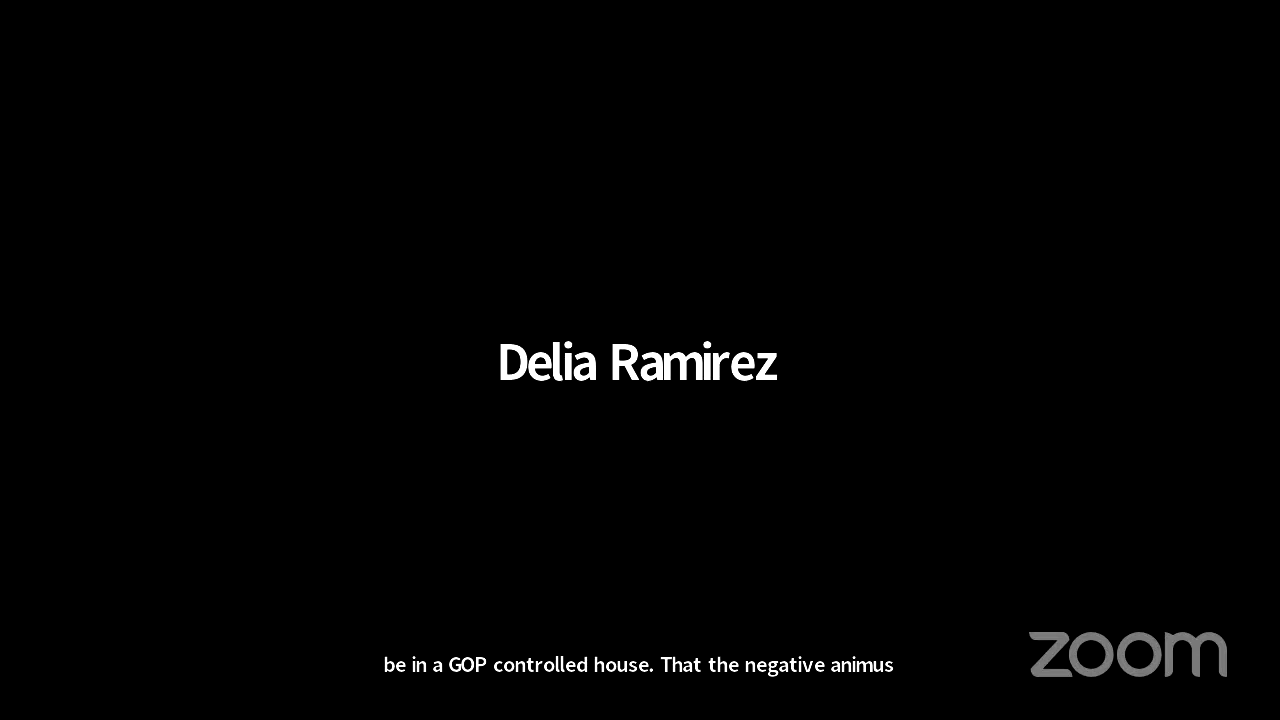 Delia Ramirez
be in a GOP controlled house. That the negative animus
zoom